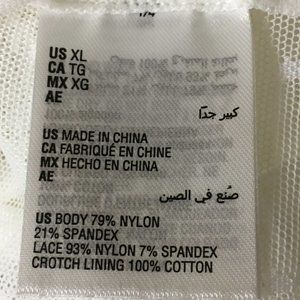 US XL
CA TG
MX XG
AE
كبير جدًا
US MADE IN CHINA
CA FABRIQUÉ EN CHINE
MX HECHO EN CHINA
AE
صُنع في الصين
US BODY 79% NYLON
21% SPANDEX
LACE 93% NYLON 7% SPANDEX
CROTCH LINING 100% COTTON